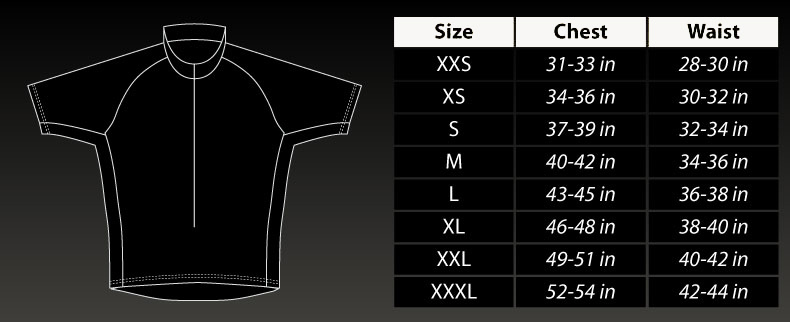 Size Chest Waist
XXS 31-33 in 28-30 in
XS 34-36 in 30-32 in
S 37-39 in 32-34 in
M 40-42 in 34-36 in
L 43-45 in 36-38 in
XL 46-48 in 38-40 in
XXL 49-51 in 40-42 in
XXXL 52-54 in 42-44 in